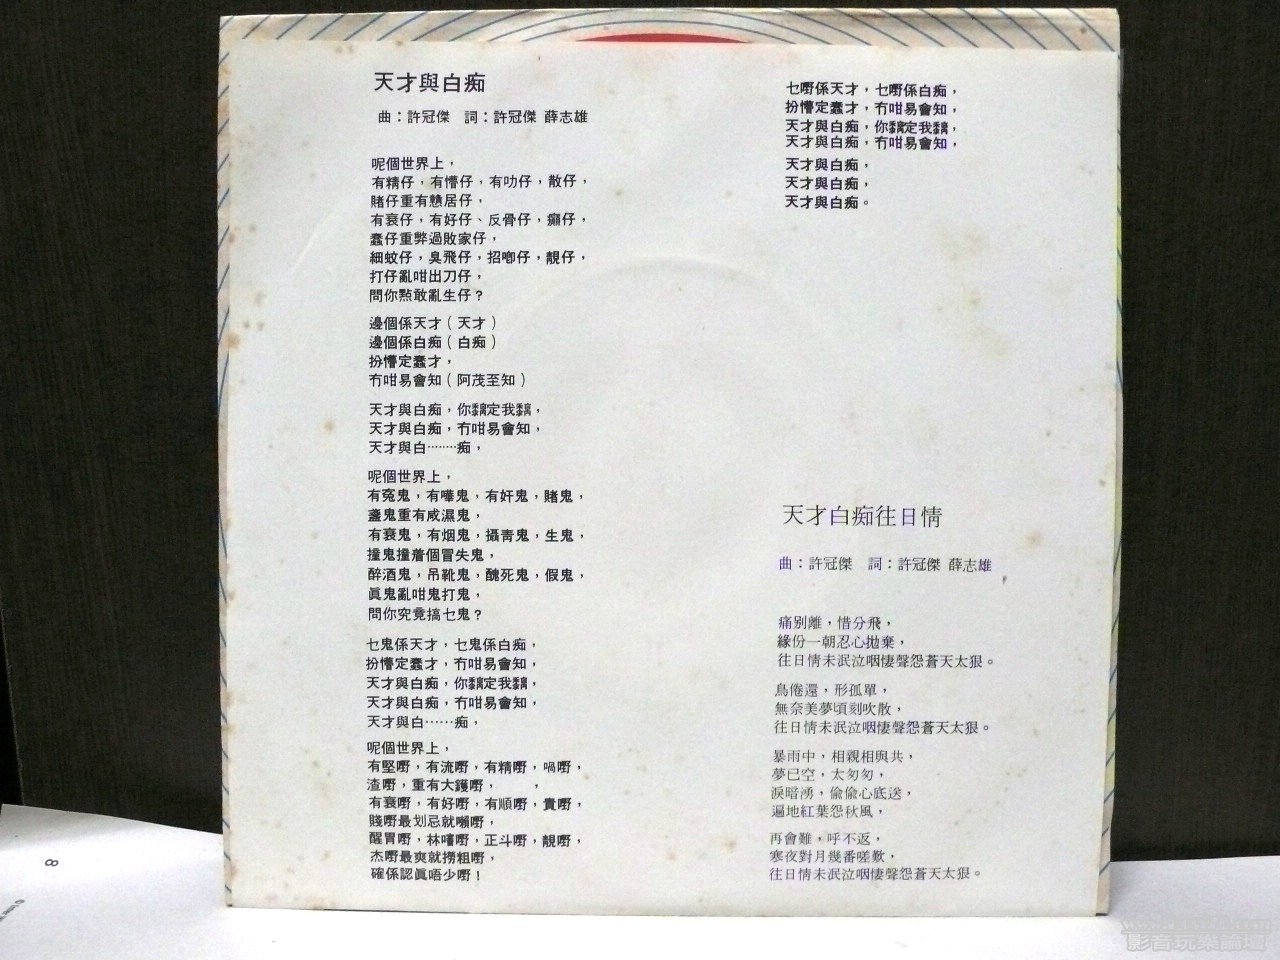 天才與白痴
曲：許冠傑　詞：許冠傑 薛志雄
呢個世界上，
有精仔，有懵仔，有叻仔，散仔，
賭仔重有戇居仔，
有衰仔，有好仔、反骨仔，癲仔，
蠢仔重弊過敗家仔，
細蚊仔，臭飛仔，招啣仔，靚仔，
打仔亂咁出刀仔，
問你㸃敢亂生仔？
邊個係天才（天才）
邊個係白痴（白痴）
扮懵定蠢才，
冇咁易會知（阿茂至知）
天才與白痴，你黐定我黐，
天才與白痴，冇咁易會知，
天才與白⋯⋯⋯痴，
呢個世界上，
有寃鬼，有嘩鬼，有奸鬼，賭鬼，
盞鬼重有咸濕鬼，
有衰鬼，有烟鬼，攝靑鬼，生鬼，
撞鬼撞着個冒失鬼，
醉酒鬼，吊靴鬼，醜死鬼，假鬼，
眞鬼亂咁鬼打鬼，
問你究竟搞乜鬼？
乜鬼係天才，乜鬼係白痴，
扮懵定蠢才，冇咁易會知，
天才與白痴，你黐定我黐，
天才與白痴，冇咁易會知，
天才與白⋯⋯痴，
呢個世界上，
有堅嘢，有流嘢，有精嘢，喎嘢，
渣嘢，重有大鑊嘢，　　，
有衰嘢，有好嘢，有順嘢，貴嘢，
賤嘢最划忌就嚫嘢，
醒胃嘢，林嗜嘢，正斗嘢，靚嘢，
杰嘢最爽就撈粗嘢，
確係認眞唔少嘢！
乜嘢係天才，乜嘢係白痴，
扮懵定蠢才，冇咁易會知，
天才與白痴，你黐定我黐，
天才與白痴，冇咁易會知，
天才與白痴，
天才與白痴，
天才與白痴。
天才白痴往日情
曲：許冠傑　詞：許冠傑 薛志雄
痛別離，惜分飛，
緣份一朝忍心拋棄，
往日情未泯泣咽悽聲怨蒼天太狠。
鳥倦還，形孤單，
無奈美夢頃刻吹散，
往日情未泯泣咽悽聲怨蒼天太狠。
暴雨中，相親相與共，
夢已空，太匆匆，
淚暗湧，偷偷心底送，
遍地紅葉怨秋風，
再會難，呼不返，
寒夜對月幾番嗟歎，
往日情未泯泣咽悽聲怨蒼天太狠。
8
影音玩樂論壇